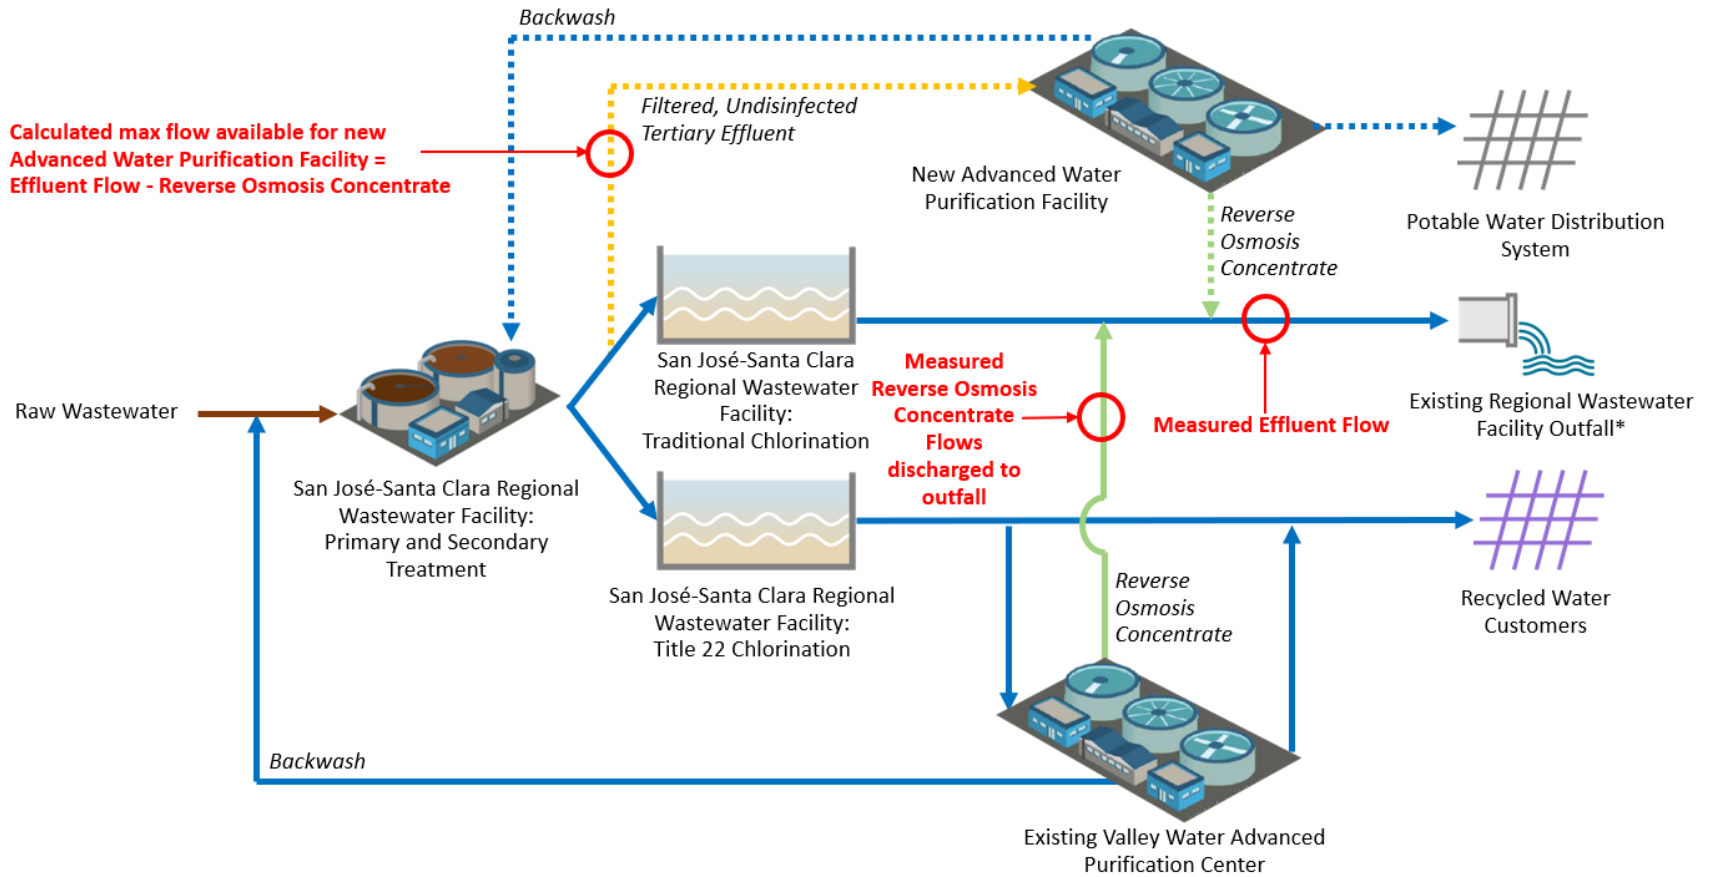 Backwash
Filtered, Undisinfected
Tertiary Effluent
Calculated max flow available for new
Advanced Water Purification Facility =
Effluent Flow - Reverse Osmosis Concentrate
New Advanced Water
Purification Facility
Potable Water Distribution
System
Reverse
Osmosis
Concentrate
San José-Santa Clara
Regional Wastewater
Facility:
Traditional Chlorination
Measured
Reverse Osmosis
Concentrate
Flows
discharged to
outfall
Measured Effluent Flow
Existing Regional Wastewater
Facility Outfall*
Raw Wastewater
San José-Santa Clara Regional
Wastewater Facility:
Primary and Secondary
Treatment
San José-Santa Clara Regional
Wastewater Facility:
Title 22 Chlorination
Reverse
Osmosis
Concentrate
Recycled Water
Customers
Backwash
Existing Valley Water Advanced
Purification Center